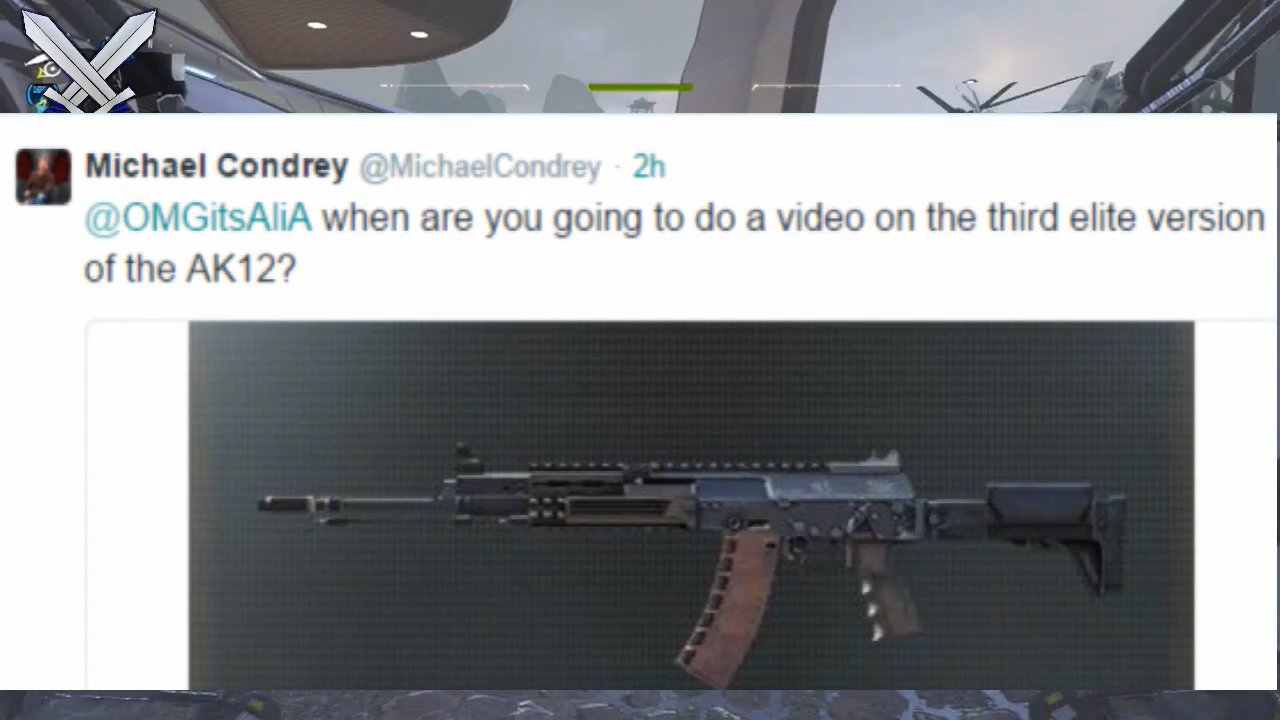 Michael Condrey @MichaelCondrey · 2h
@OMGitsAliA when are you going to do a video on the third elite version
of the AK12?